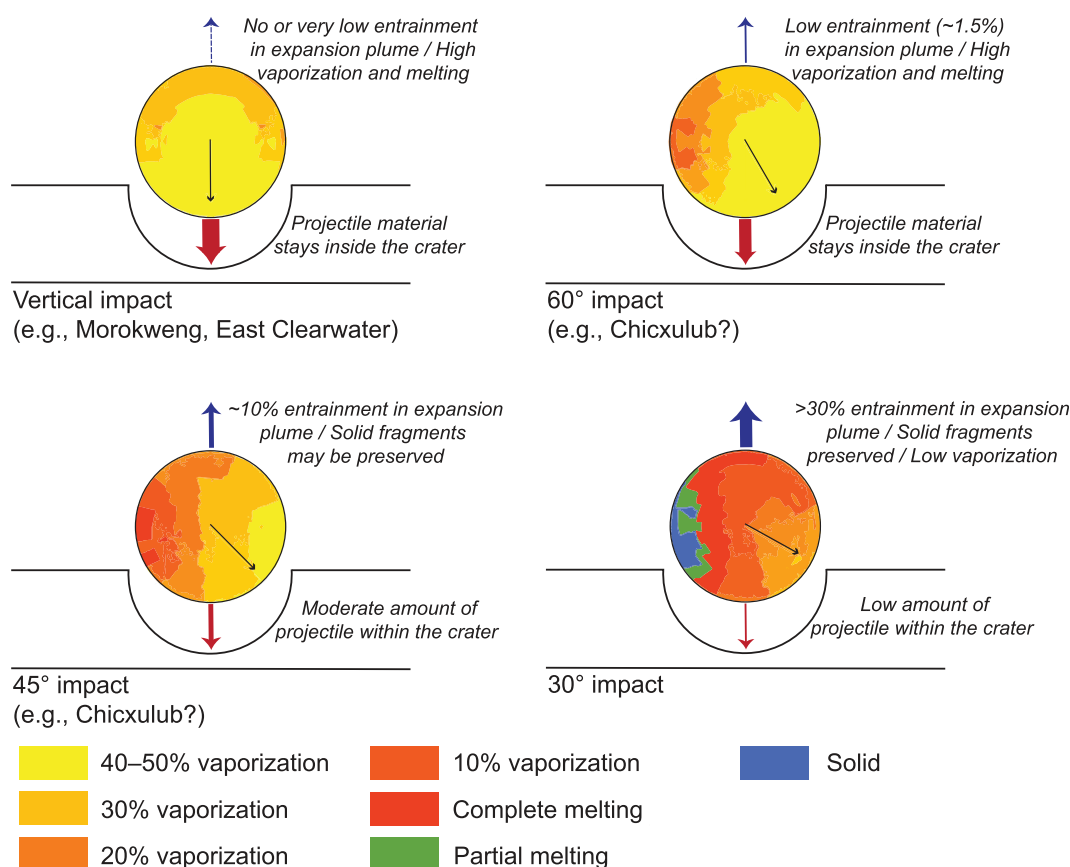 No or very low entrainment
in expansion plume / High
vaporization and melting
Projectile material
stays inside the crater
Vertical impact
(e.g., Morokweng, East Clearwater)
Low entrainment (~1.5%)
in expansion plume / High
vaporization and melting
Projectile material
stays inside the crater
60° impact
(e.g., Chicxulub?)
~10% entrainment in expansion
plume / Solid fragments
may be preserved
Moderate amount of
projectile within the crater
45° impact
(e.g., Chicxulub?)
>30% entrainment in expansion
plume / Solid fragments
preserved / Low vaporization
Low amount of
projectile within the crater
30° impact
40–50% vaporization
30% vaporization
20% vaporization
10% vaporization
Complete melting
Partial melting
Solid